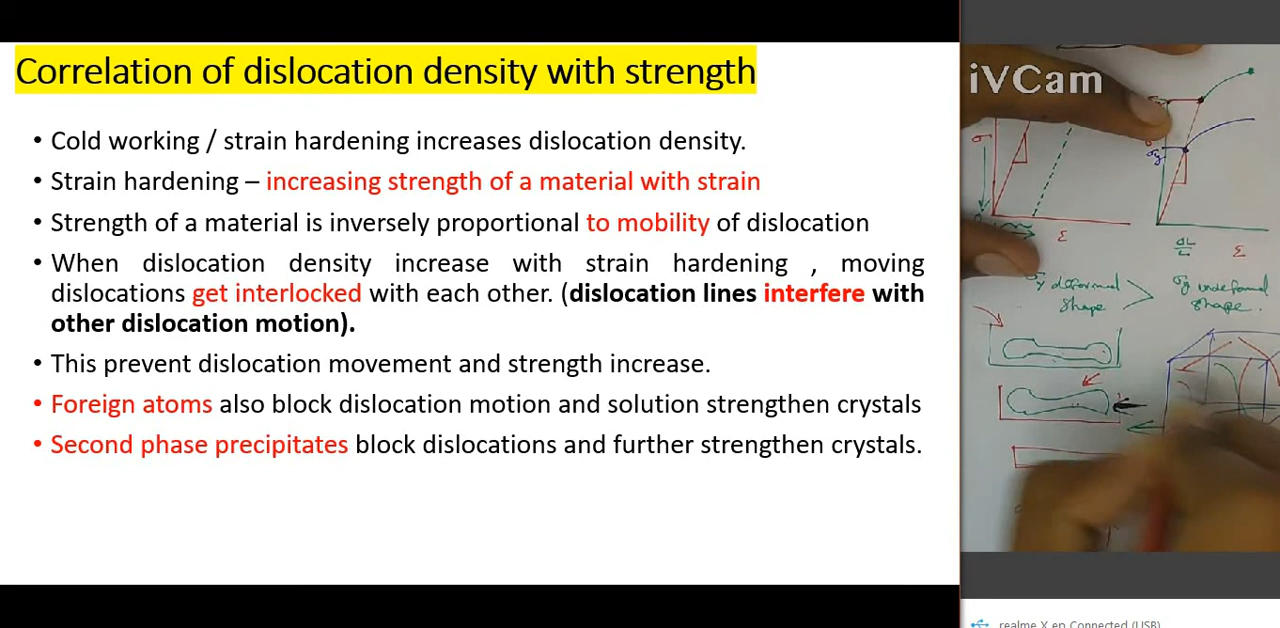 Correlation of dislocation density with strength
• Cold working / strain hardening increases dislocation density.
• Strain hardening – increasing strength of a material with strain
• Strength of a material is inversely proportional to mobility of dislocation
• When dislocation density increase with strain hardening , moving
dislocations get interlocked with each other. (dislocation lines interfere with
other dislocation motion).
• This prevent dislocation movement and strength increase.
• Foreign atoms also block dislocation motion and solution strengthen crystals
• Second phase precipitates block dislocations and further strengthen crystals.
iVCam
σ
σy
ε
ε
σy deformed > σy undeformed
shape shape.
realme X en Connected (USB)